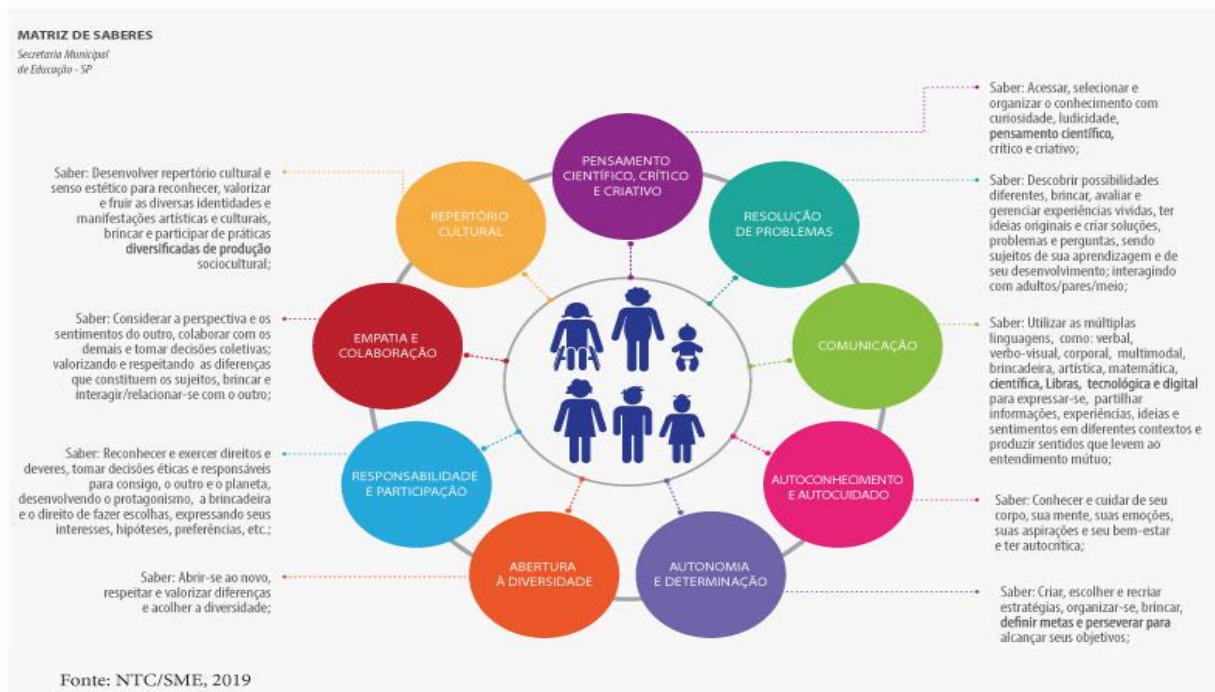 MATRIZ DE SABERES
Secretaria Municipal
de Educação - SP
PENSAMENTO
CIENTÍFICO, CRÍTICO
E CRIATIVO
Saber: Acessar, selecionar e
organizar o conhecimento com
curiosidade, ludicidade,
pensamento científico,
crítico e criativo;
RESOLUÇÃO
DE PROBLEMAS
Saber: Descobrir possibilidades
diferentes, brincar, avaliar e
gerenciar experiências vividas, ter
ideias originais e criar soluções,
problemas e perguntas, sendo
sujeitos de sua aprendizagem e de
seu desenvolvimento; interagindo
com adultos/pares/meio;
COMUNICAÇÃO
Saber: Utilizar as múltiplas
linguagens, como: verbal,
verbo-visual, corporal, multimodal,
brincadeira, artística, matemática,
científica, Libras, tecnológica e digital
para expressar-se, partilhar
informações, experiências, ideias e
sentimentos em diferentes contextos e
produzir sentidos que levem ao
entendimento mútuo;
AUTOCONHECIMENTO
E AUTOCUIDADO
Saber: Conhecer e cuidar de seu
corpo, sua mente, suas emoções,
suas aspirações e seu bem-estar
e ter autocrítica;
AUTONOMIA
E DETERMINAÇÃO
Saber: Criar, escolher e recriar
estratégias, organizar-se, brincar,
definir metas e perseverar para
alcançar seus objetivos;
ABERTURA
À DIVERSIDADE
Saber: Abrir-se ao novo,
respeitar e valorizar diferenças
e acolher a diversidade;
RESPONSABILIDADE
E PARTICIPAÇÃO
Saber: Reconhecer e exercer direitos e
deveres, tomar decisões éticas e responsáveis
para consigo, o outro e o planeta,
desenvolvendo o protagonismo, a brincadeira
e o direito de fazer escolhas, expressando seus
interesses, hipóteses, preferências, etc.;
EMPATIA E
COLABORAÇÃO
Saber: Considerar a perspectiva e os
sentimentos do outro, colaborar com os
demais e tomar decisões coletivas;
valorizando e respeitando as diferenças
que constituem os sujeitos, brincar e
interagir/relacionar-se com o outro;
REPERTÓRIO
CULTURAL
Saber: Desenvolver repertório cultural e
senso estético para reconhecer, valorizar
e fruir as diversas identidades e
manifestações artísticas e culturais,
brincar e participar de práticas
diversificadas de produção
sociocultural;
Fonte: NTC/SME, 2019